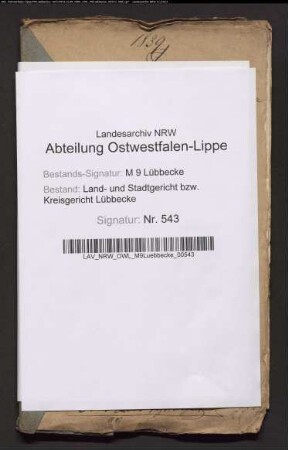 1839
Landesarchiv NRW
Abteilung Ostwestfalen-Lippe
Bestands-Signatur: M 9 Lübbecke
Bestand: Land- und Stadtgericht bzw.
Kreisgericht Lübbecke
Signatur: Nr. 543
LAV_NRW_OWL_M9Luebbecke_00543